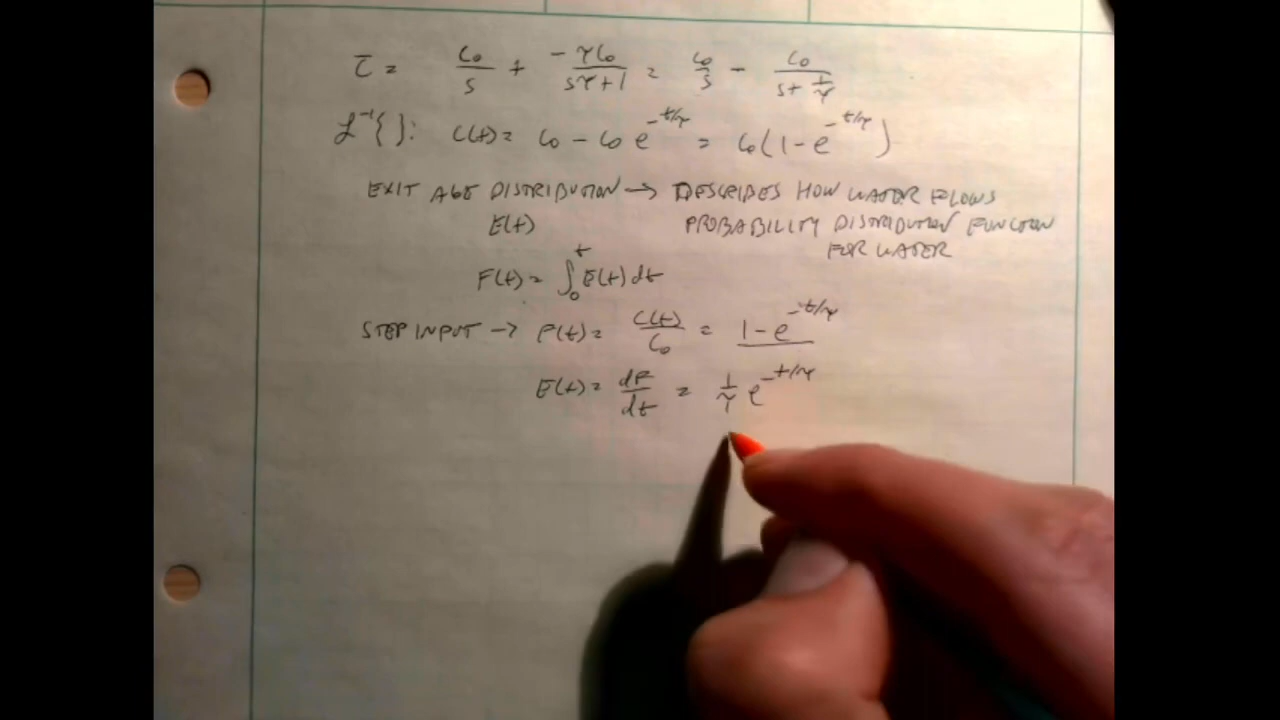 C̄ = C₀/s + -τC₀/(sτ+1) = C₀/s - C₀/(s+1/τ)
ℒ⁻¹{ }: C(t) = C₀ - C₀ e^(-t/τ) = C₀(1-e^(-t/τ))
EXIT AGE DISTRIBUTION → DESCRIBES HOW WATER FLOWS
E(t) PROBABILITY DISTRIBUTION FUNCTION
FOR WATER
F(t) = ∫₀ᵗ E(t) dt
STEP INPUT → F(t) = C(t)/C₀ = 1-e^(-t/τ)
E(t) = dF/dt = 1/τ e^(-t/τ)